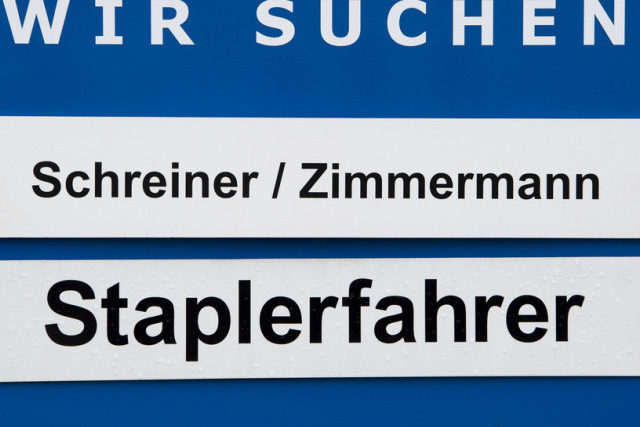 WIR SUCHEN
Schreiner / Zimmermann
Staplerfahrer